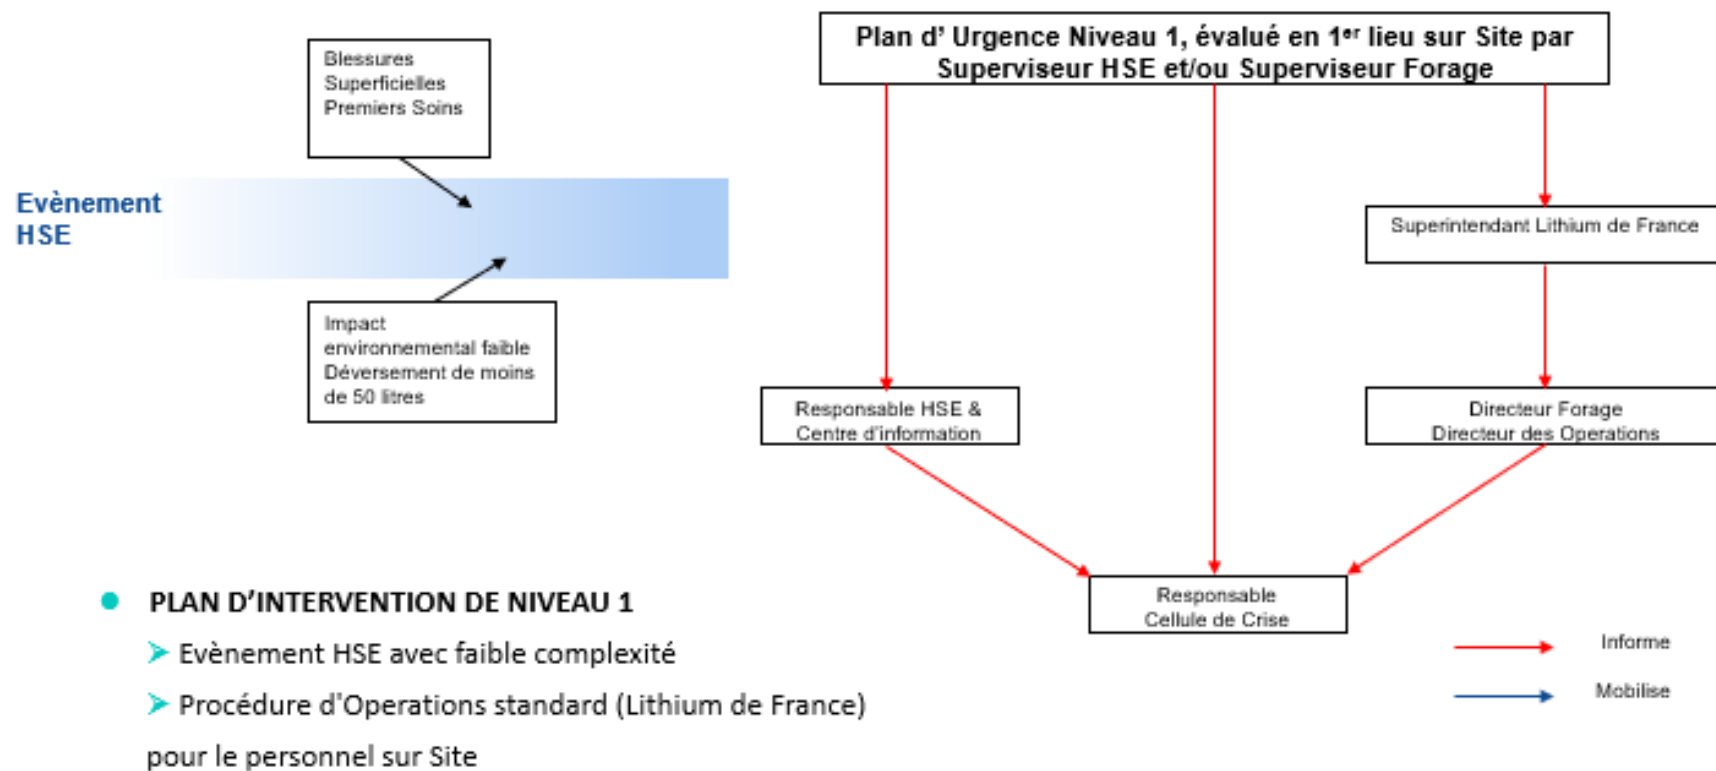 Blessures
Superficielles
Premiers Soins
Evènement
HSE
Impact
environnemental faible
Déversement de moins
de 50 litres
Plan d’ Urgence Niveau 1, évalué en 1er lieu sur Site par
Superviseur HSE et/ou Superviseur Forage
Superintendant Lithium de France
Responsable HSE &
Centre d'information
Directeur Forage
Directeur des Operations
Responsable
Cellule de Crise
Informe
Mobilise
PLAN D’INTERVENTION DE NIVEAU 1
Evènement HSE avec faible complexité
Procédure d'Operations standard (Lithium de France)
pour le personnel sur Site